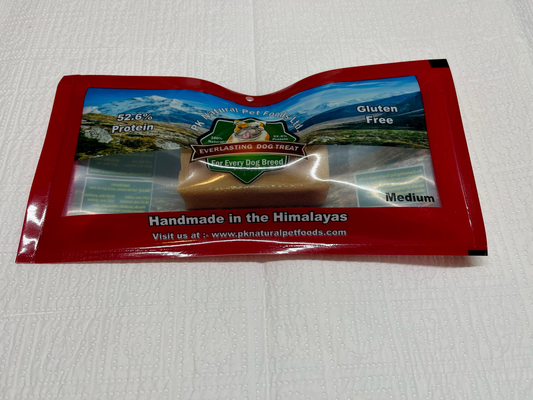 PK Natural Pet Foods Ltd.
52.6%
Protein
Gluten
Free
100%
EVERLASTING DOG TREAT
For Every Dog Breed
Medium
Handmade in the Himalayas
Visit us at :- www.pknaturalpetfoods.com